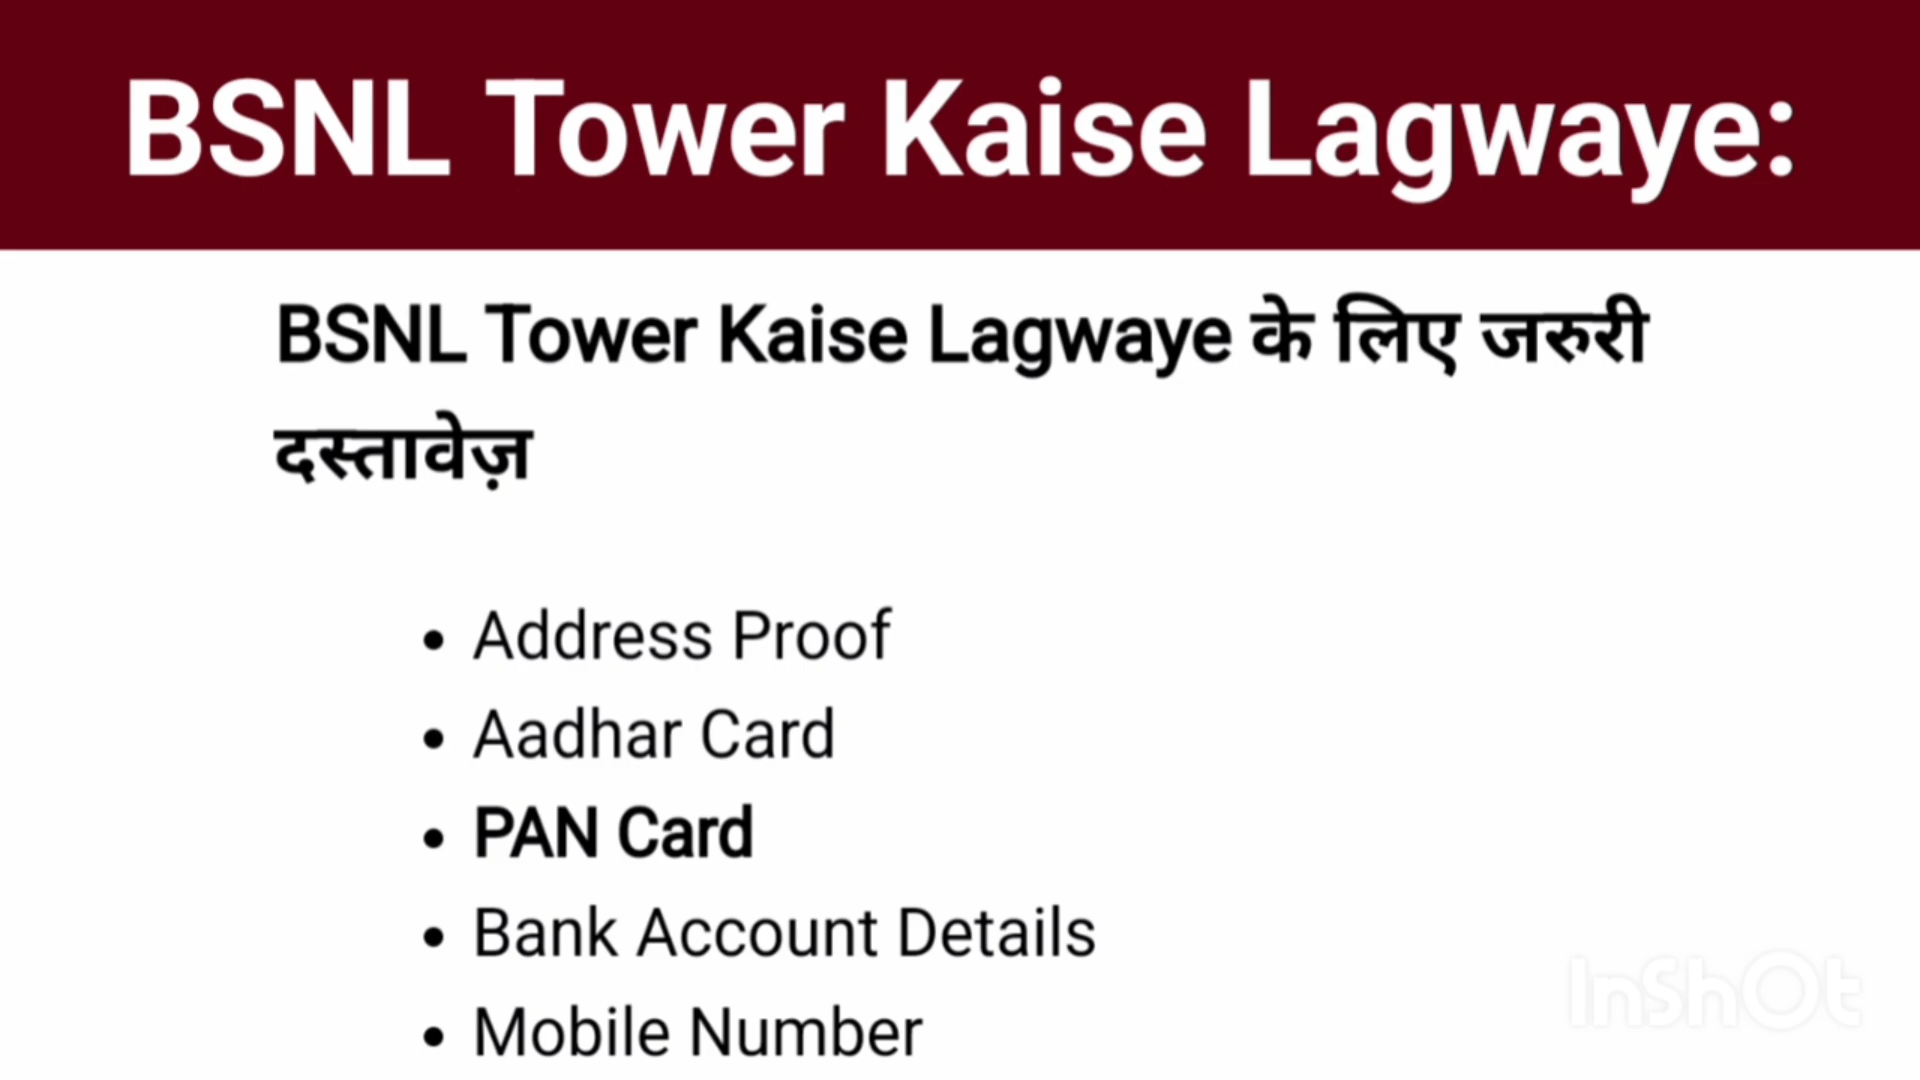 BSNL Tower Kaise Lagwaye:
BSNL Tower Kaise Lagwaye के लिए जरुरी
दस्तावेज़
• Address Proof
• Aadhar Card
• PAN Card
• Bank Account Details
• Mobile Number
InShOt